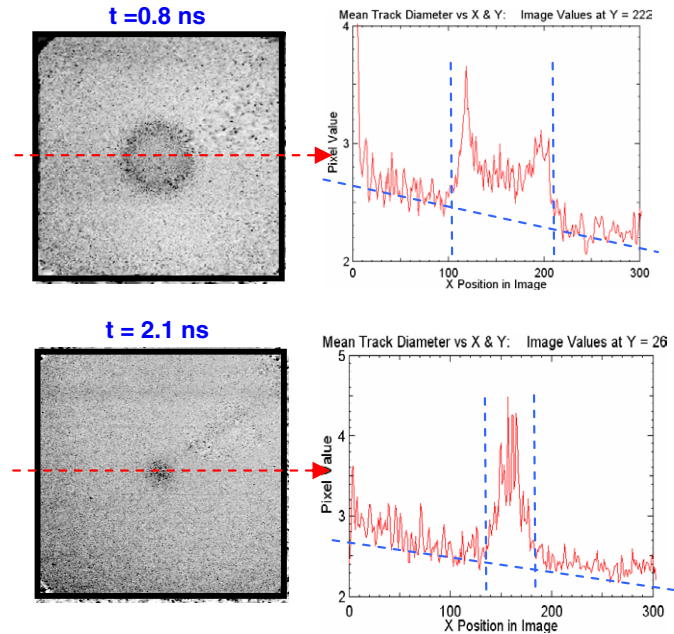 t =0.8 ns
Mean Track Diameter vs X & Y: Image Values at Y = 222
4
3
2
Pixel Value
0 100 200 300
X Position in Image
t = 2.1 ns
Mean Track Diameter vs X & Y: Image Values at Y = 26
5
4
3
2
Pixel Value
0 100 200 300
X Position in Image